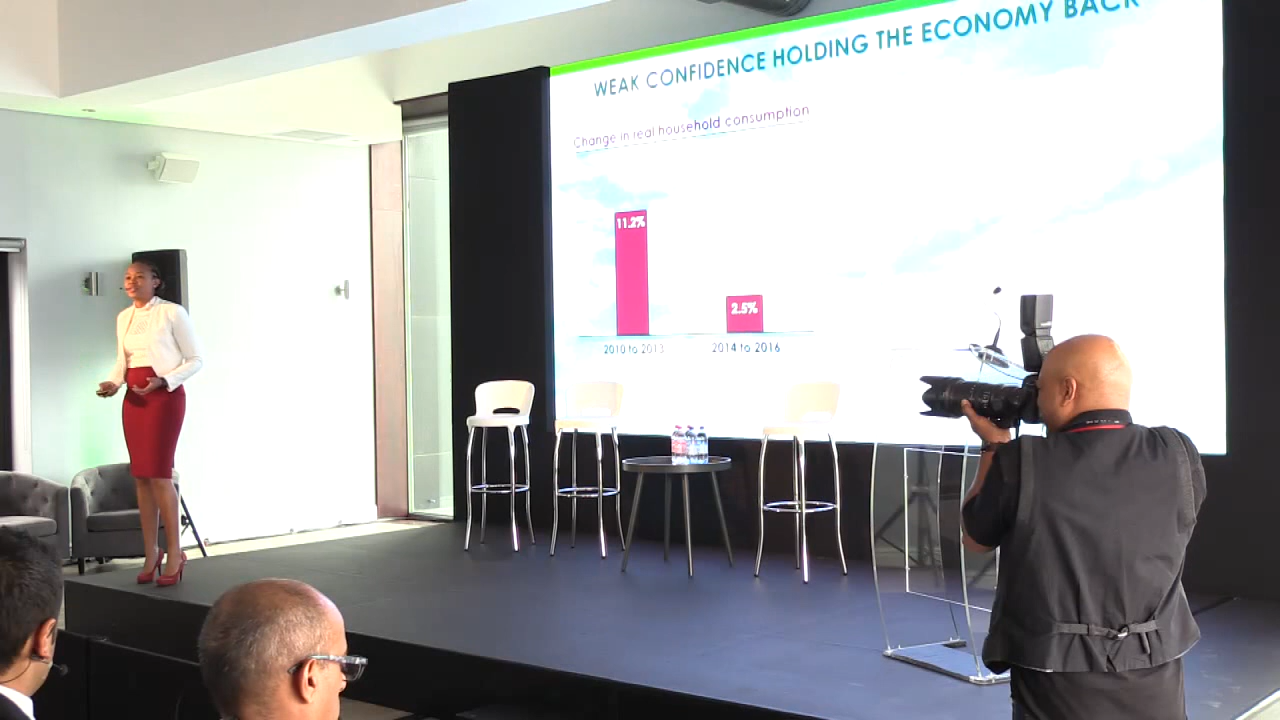 WEAK CONFIDENCE HOLDING THE ECONOMY BACK
Change in real household consumption
11.2%
2.5%
2010 to 2013
2014 to 2016